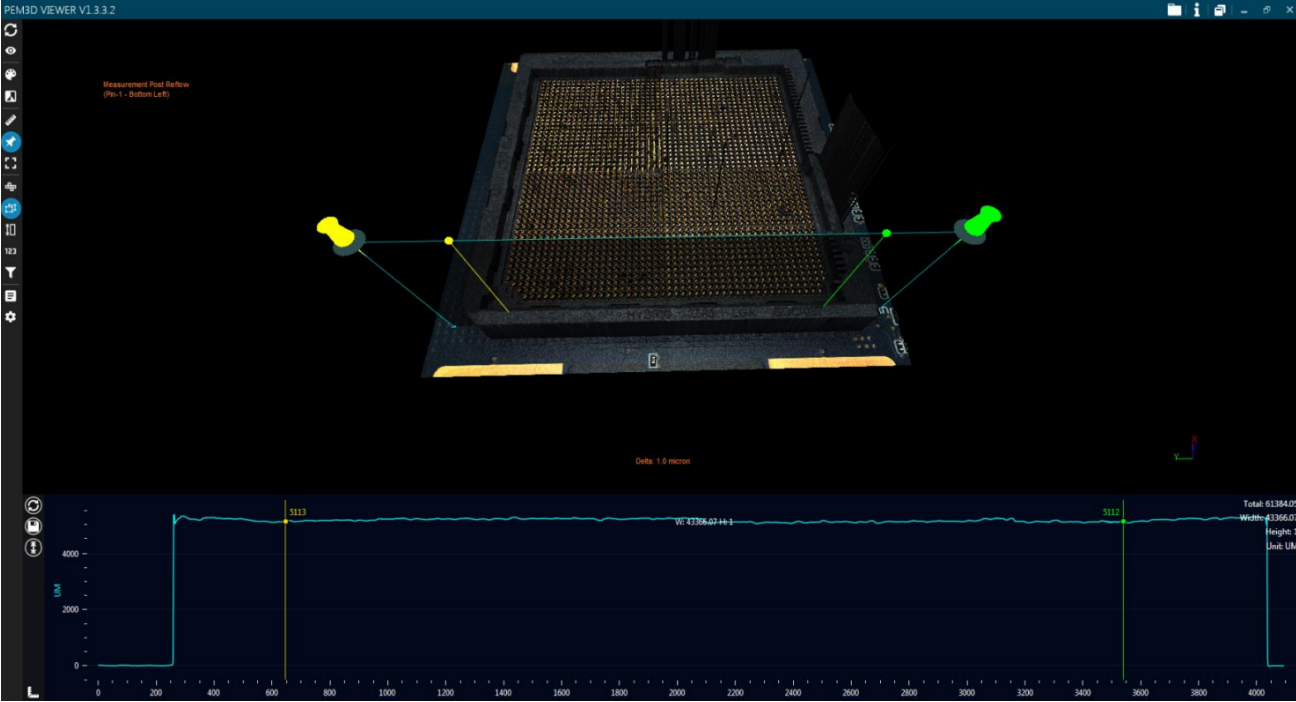 PEM3D VIEWER V1.3.3.2
Measurement Post Reflow
(Pin-1 - Bottom Left)
123
Delta: 1.0 micron
X
Y
5113
W: 43366.07 H: 1
5112
Total: 61384.05
Width: 43366.07
Height: 1
Unit: UM
UM
4000
2000
0
0 200 400 600 800 1000 1200 1400 1600 1800 2000 2200 2400 2600 2800 3000 3200 3400 3600 3800 4000